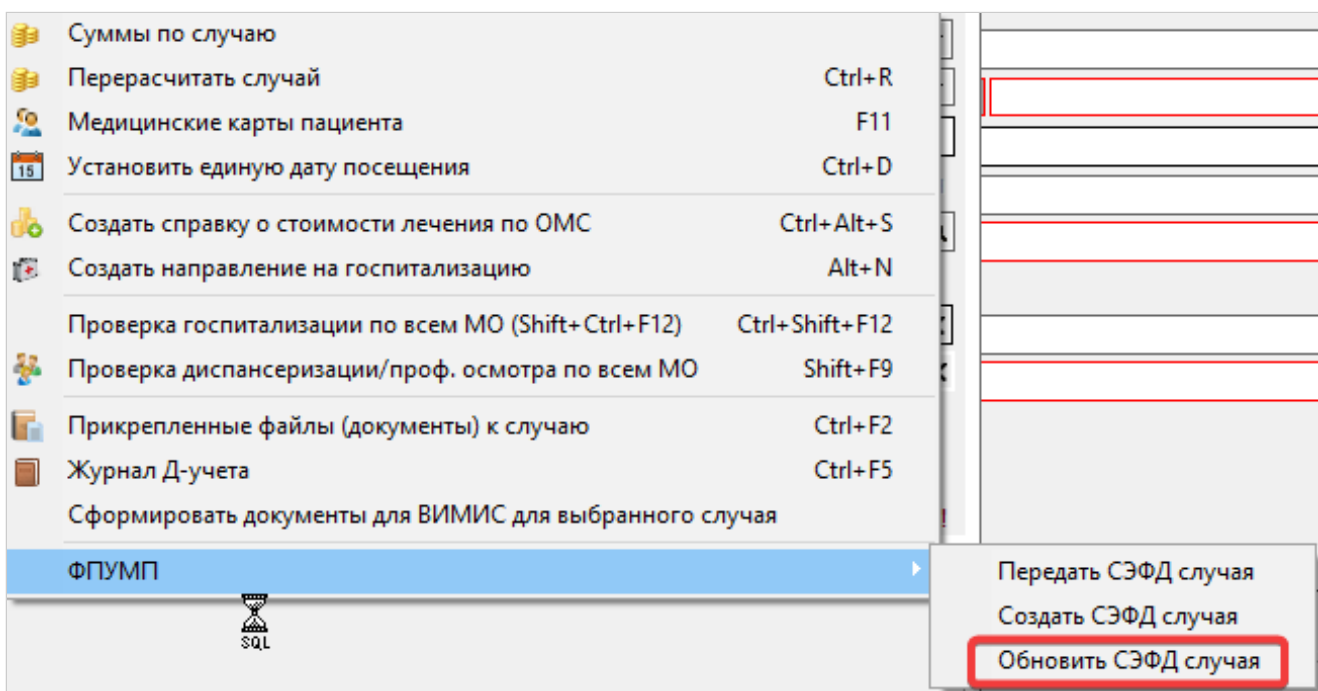 Суммы по случаю
Перерасчитать случай Ctrl+R
Медицинские карты пациента F11
15 Установить единую дату посещения Ctrl+D
Создать справку о стоимости лечения по ОМС Ctrl+Alt+S
Создать направление на госпитализацию Alt+N
Проверка госпитализации по всем МО (Shift+Ctrl+F12) Ctrl+Shift+F12
Проверка диспансеризации/проф. осмотра по всем МО Shift+F9
Прикрепленные файлы (документы) к случаю Ctrl+F2
Журнал Д-учета Ctrl+F5
Сформировать документы для ВИМИС для выбранного случая
ФПУМП
SQL
Передать СЭФД случая
Создать СЭФД случая
Обновить СЭФД случая